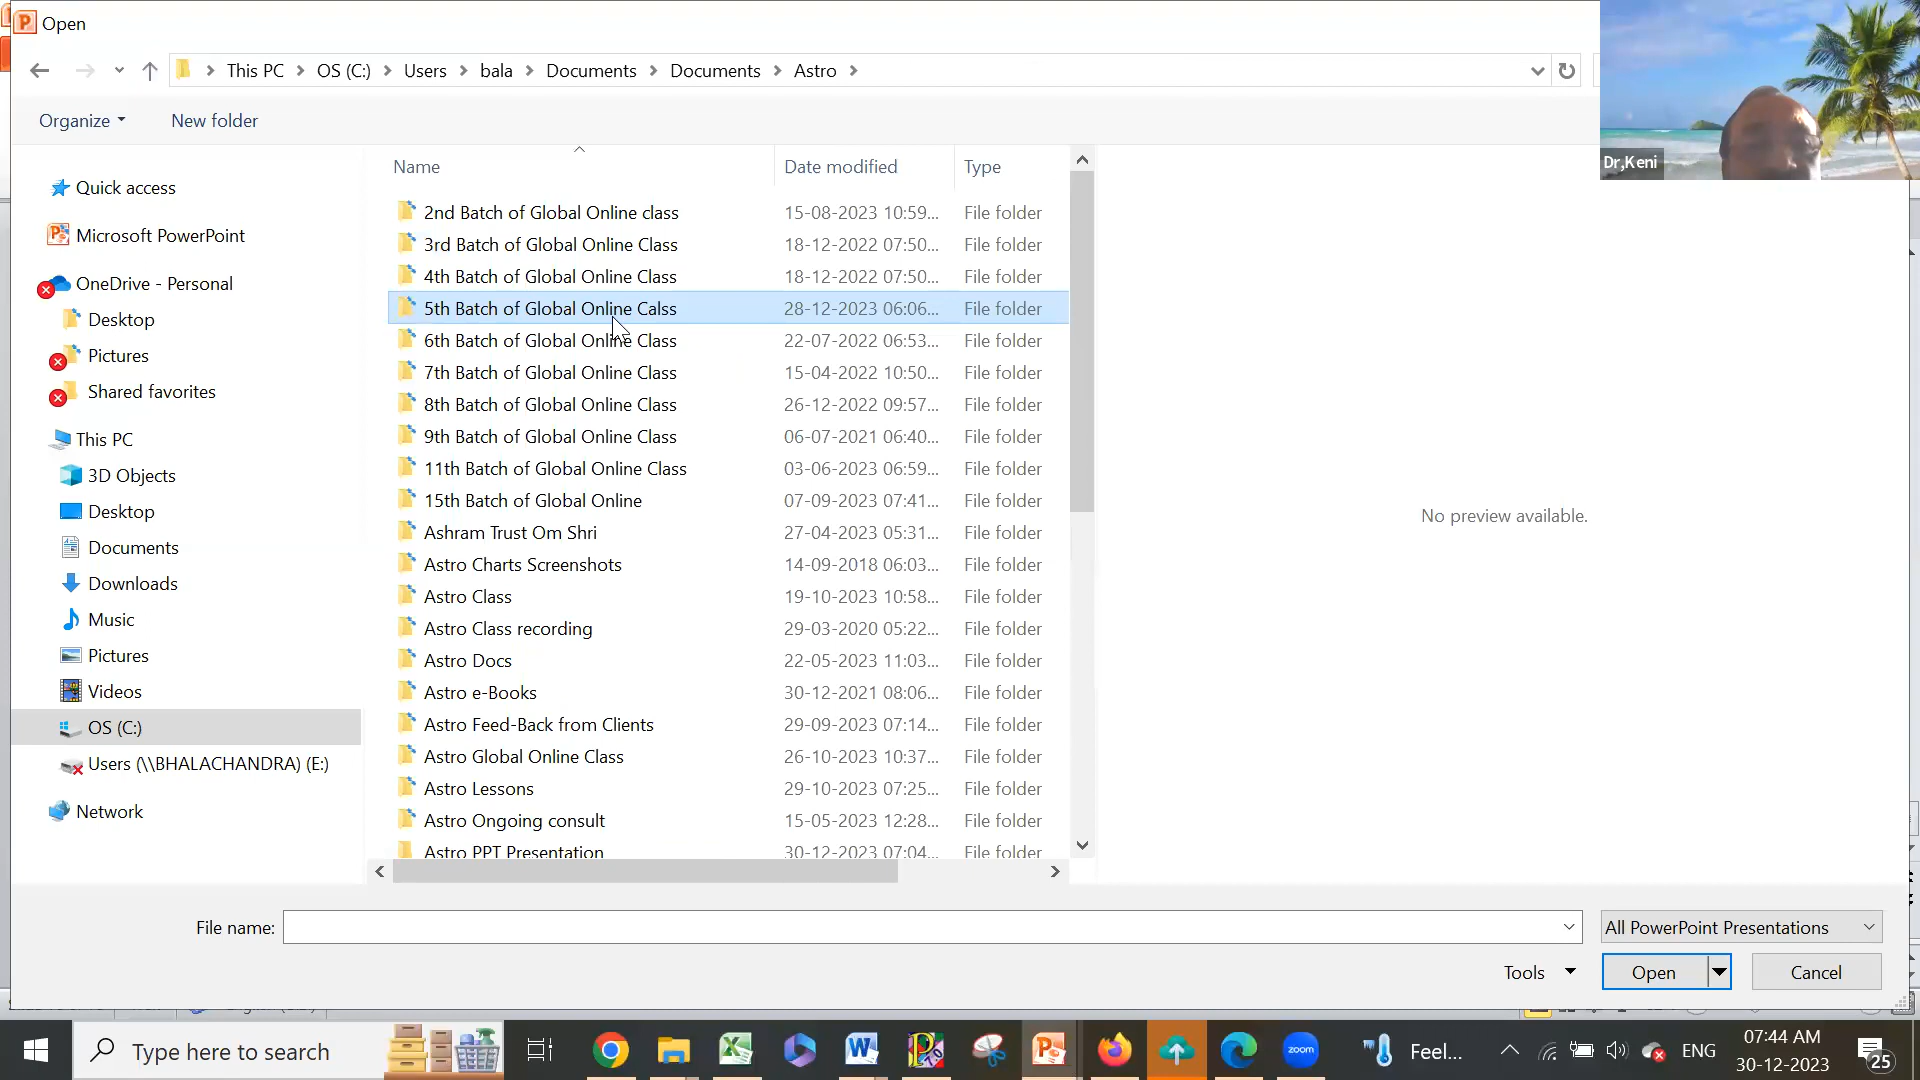 Open
This PC
OS (C:)
Users
bala
Documents
Documents
Astro
Organize
New folder
Dr,Keni
Name
Date modified
Type
Quick access
Microsoft PowerPoint
OneDrive - Personal
Desktop
Pictures
Shared favorites
This PC
3D Objects
Desktop
Documents
Downloads
Music
Pictures
Videos
OS (C:)
Users (\\BHALACHANDRA) (E:)
Network
2nd Batch of Global Online class 15-08-2023 10:59... File folder
3rd Batch of Global Online Class 18-12-2022 07:50... File folder
4th Batch of Global Online Class 18-12-2022 07:50... File folder
5th Batch of Global Online Calss 28-12-2023 06:06... File folder
6th Batch of Global Online Class 22-07-2022 06:53... File folder
7th Batch of Global Online Class 15-04-2022 10:50... File folder
8th Batch of Global Online Class 26-12-2022 09:57... File folder
9th Batch of Global Online Class 06-07-2021 06:40... File folder
11th Batch of Global Online Class 03-06-2023 06:59... File folder
15th Batch of Global Online 07-09-2023 07:41... File folder
Ashram Trust Om Shri 27-04-2023 05:31... File folder
Astro Charts Screenshots 14-09-2018 06:03... File folder
Astro Class 19-10-2023 10:58... File folder
Astro Class recording 29-03-2020 05:22... File folder
Astro Docs 22-05-2023 11:03... File folder
Astro e-Books 30-12-2021 08:06... File folder
Astro Feed-Back from Clients 29-09-2023 07:14... File folder
Astro Global Online Class 26-10-2023 10:37... File folder
Astro Lessons 29-10-2023 07:25... File folder
Astro Ongoing consult 15-05-2023 12:28... File folder
Astro PPT Presentation 30-12-2023 07:04... File folder
No preview available.
File name:
All PowerPoint Presentations
Tools
Open
Cancel
Type here to search
zoom
Feel...
ENG
07:44 AM
30-12-2023
25